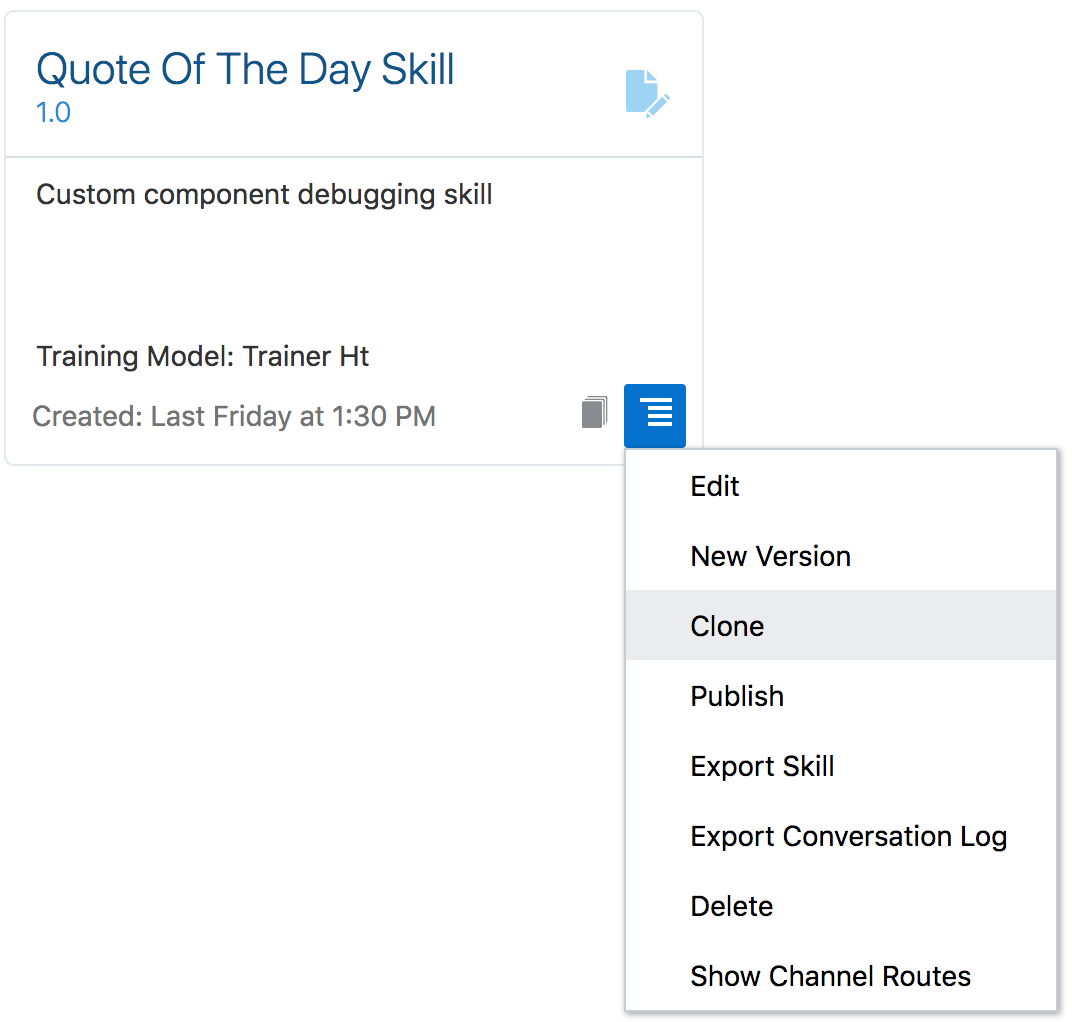 Quote Of The Day Skill
1.0
Custom component debugging skill
Training Model: Trainer Ht
Created: Last Friday at 1:30 PM
Edit
New Version
Clone
Publish
Export Skill
Export Conversation Log
Delete
Show Channel Routes